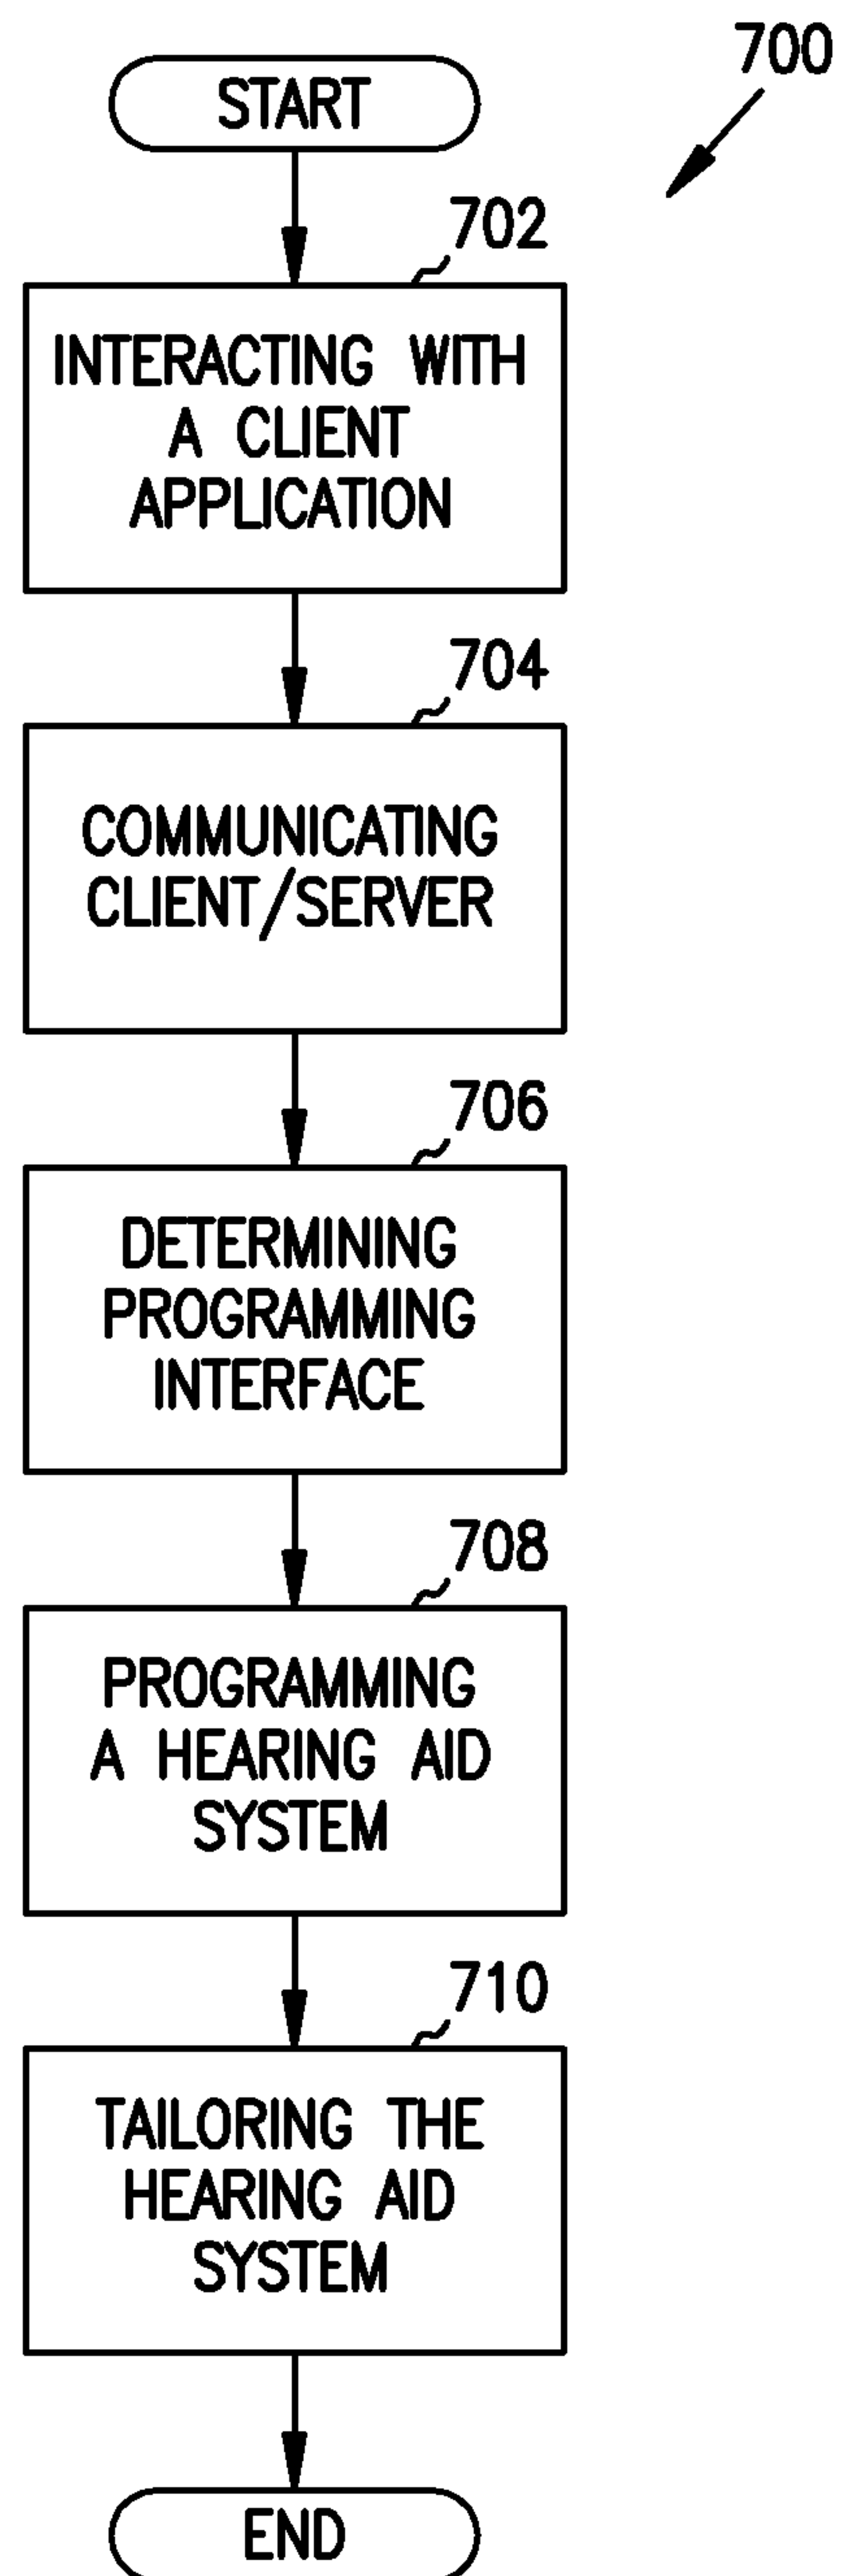 700
START
702
INTERACTING WITH
A CLIENT
APPLICATION
704
COMMUNICATING
CLIENT/SERVER
706
DETERMINING
PROGRAMMING
INTERFACE
708
PROGRAMMING
A HEARING AID
SYSTEM
710
TAILORING THE
HEARING AID
SYSTEM
END